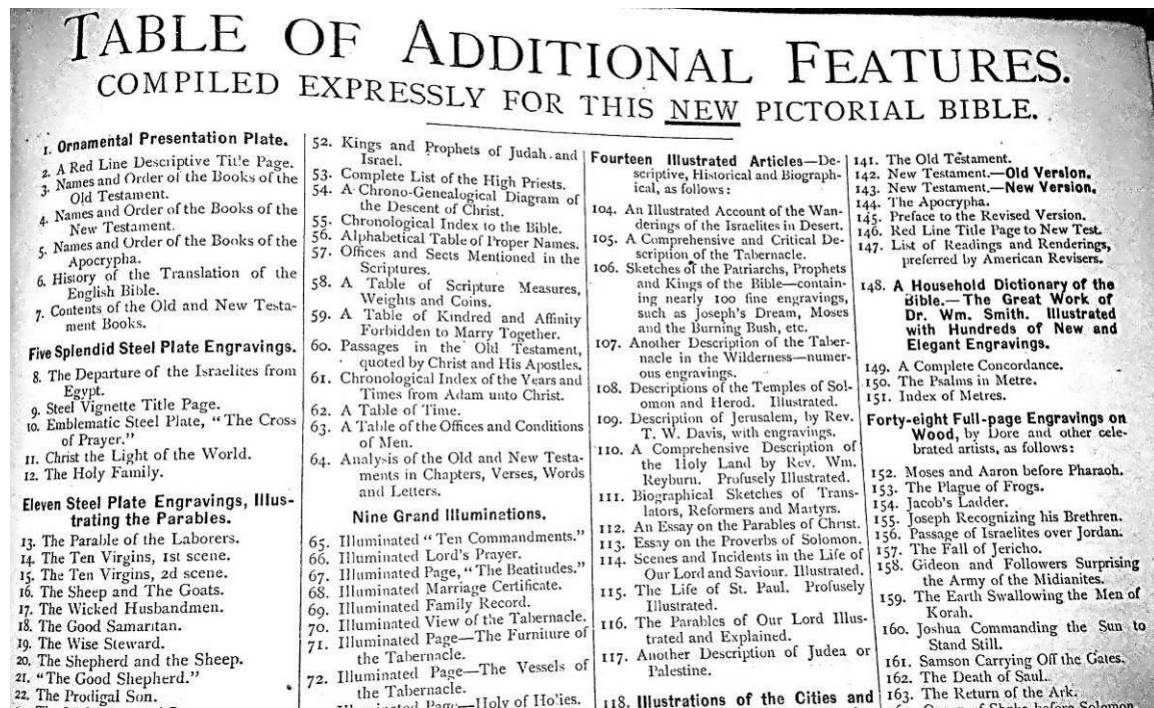 TABLE OF ADDITIONAL FEATURES.
COMPILED EXPRESSLY FOR THIS NEW PICTORIAL BIBLE.
1. Ornamental Presentation Plate.
2. A Red Line Descriptive Title Page.
3. Names and Order of the Books of the
Old Testament.
4. Names and Order of the Books of the
New Testament.
5. Names and Order of the Books of the
Apocrypha.
6. History of the Translation of the
English Bible.
7. Contents of the Old and New Testa-
ment Books.
Five Splendid Steel Plate Engravings.
8. The Departure of the Israelites from
Egypt.
9. Steel Vignette Title Page.
10. Emblematic Steel Plate, "The Cross
of Prayer."
11. Christ the Light of the World.
12. The Holy Family.
Eleven Steel Plate Engravings, Illus-
trating the Parables.
13. The Parable of the Laborers.
14. The Ten Virgins, 1st scene.
15. The Ten Virgins, 2d scene.
16. The Sheep and The Goats.
17. The Wicked Husbandmen.
18. The Good Samaritan.
19. The Wise Steward.
20. The Shepherd and the Sheep.
21. "The Good Shepherd."
22. The Prodigal Son.
52. Kings and Prophets of Judah and
Israel.
53. Complete List of the High Priests.
54. A Chrono-Genealogical Diagram of
the Descent of Christ.
55. Chronological Index to the Bible.
56. Alphabetical Table of Proper Names.
57. Offices and Sects Mentioned in the
Scriptures.
58. A Table of Scripture Measures,
Weights and Coins.
59. A Table of Kindred and Affinity
Forbidden to Marry Together.
60. Passages in the Old Testament,
quoted by Christ and His Apostles.
61. Chronological Index of the Years and
Times from Adam unto Christ.
62. A Table of Time.
63. A Table of the Offices and Conditions
of Men.
64. Analysis of the Old and New Testa-
ments in Chapters, Verses, Words
and Letters.
Nine Grand Illuminations.
65. Illuminated "Ten Commandments."
66. Illuminated Lord's Prayer.
67. Illuminated Page, "The Beatitudes."
68. Illuminated Marriage Certificate.
69. Illuminated Family Record.
70. Illuminated View of the Tabernacle.
71. Illuminated Page—The Furniture of
the Tabernacle.
72. Illuminated Page—The Vessels of
the Tabernacle.
Illuminated Page—Holy of Holies.
Fourteen Illustrated Articles—De-
scriptive, Historical and Biograph-
ical, as follows:
104. An Illustrated Account of the Wan-
derings of the Israelites in Desert.
105. A Comprehensive and Critical De-
scription of the Tabernacle.
106. Sketches of the Patriarchs, Prophets
and Kings of the Bible—contain-
ing nearly 100 fine engravings,
such as Joseph's Dream, Moses
and the Burning Bush, etc.
107. Another Description of the Taber-
nacle in the Wilderness—numer-
ous engravings.
108. Descriptions of the Temples of Sol-
omon and Herod. Illustrated.
109. Description of Jerusalem, by Rev.
T. W. Davis, with engravings.
110. A Comprehensive Description of
the Holy Land by Rev. Wm.
Reyburn. Profusely Illustrated.
111. Biographical Sketches of Trans-
lators, Reformers and Martyrs.
112. An Essay on the Parables of Christ.
113. Essay on the Proverbs of Solomon.
114. Scenes and Incidents in the Life of
Our Lord and Saviour. Illustrated.
115. The Life of St. Paul. Profusely
Illustrated.
116. The Parables of Our Lord Illus-
trated and Explained.
117. Another Description of Judea or
Palestine.
118. Illustrations of the Cities and
141. The Old Testament.
142. New Testament.—Old Version.
143. New Testament.—New Version.
144. The Apocrypha.
145. Preface to the Revised Version.
146. Red Line Title Page to New Test.
147. List of Readings and Renderings,
preferred by American Revisers.
148. A Household Dictionary of the
Bible.—The Great Work of
Dr. Wm. Smith. Illustrated
with Hundreds of New and
Elegant Engravings.
149. A Complete Concordance.
150. The Psalms in Metre.
151. Index of Metres.
Forty-eight Full-page Engravings on
Wood, by Dore and other cele-
brated artists, as follows:
152. Moses and Aaron before Pharaoh.
153. The Plague of Frogs.
154. Jacob's Ladder.
155. Joseph Recognizing his Brethren.
156. Passage of Israelites over Jordan.
157. The Fall of Jericho.
158. Gideon and Followers Surprising
the Army of the Midianites.
159. The Earth Swallowing the Men of
Korah.
160. Joshua Commanding the Sun to
Stand Still.
161. Samson Carrying Off the Gates.
162. The Death of Saul.
163. The Return of the Ark.
Queen of Sheba before Solomon